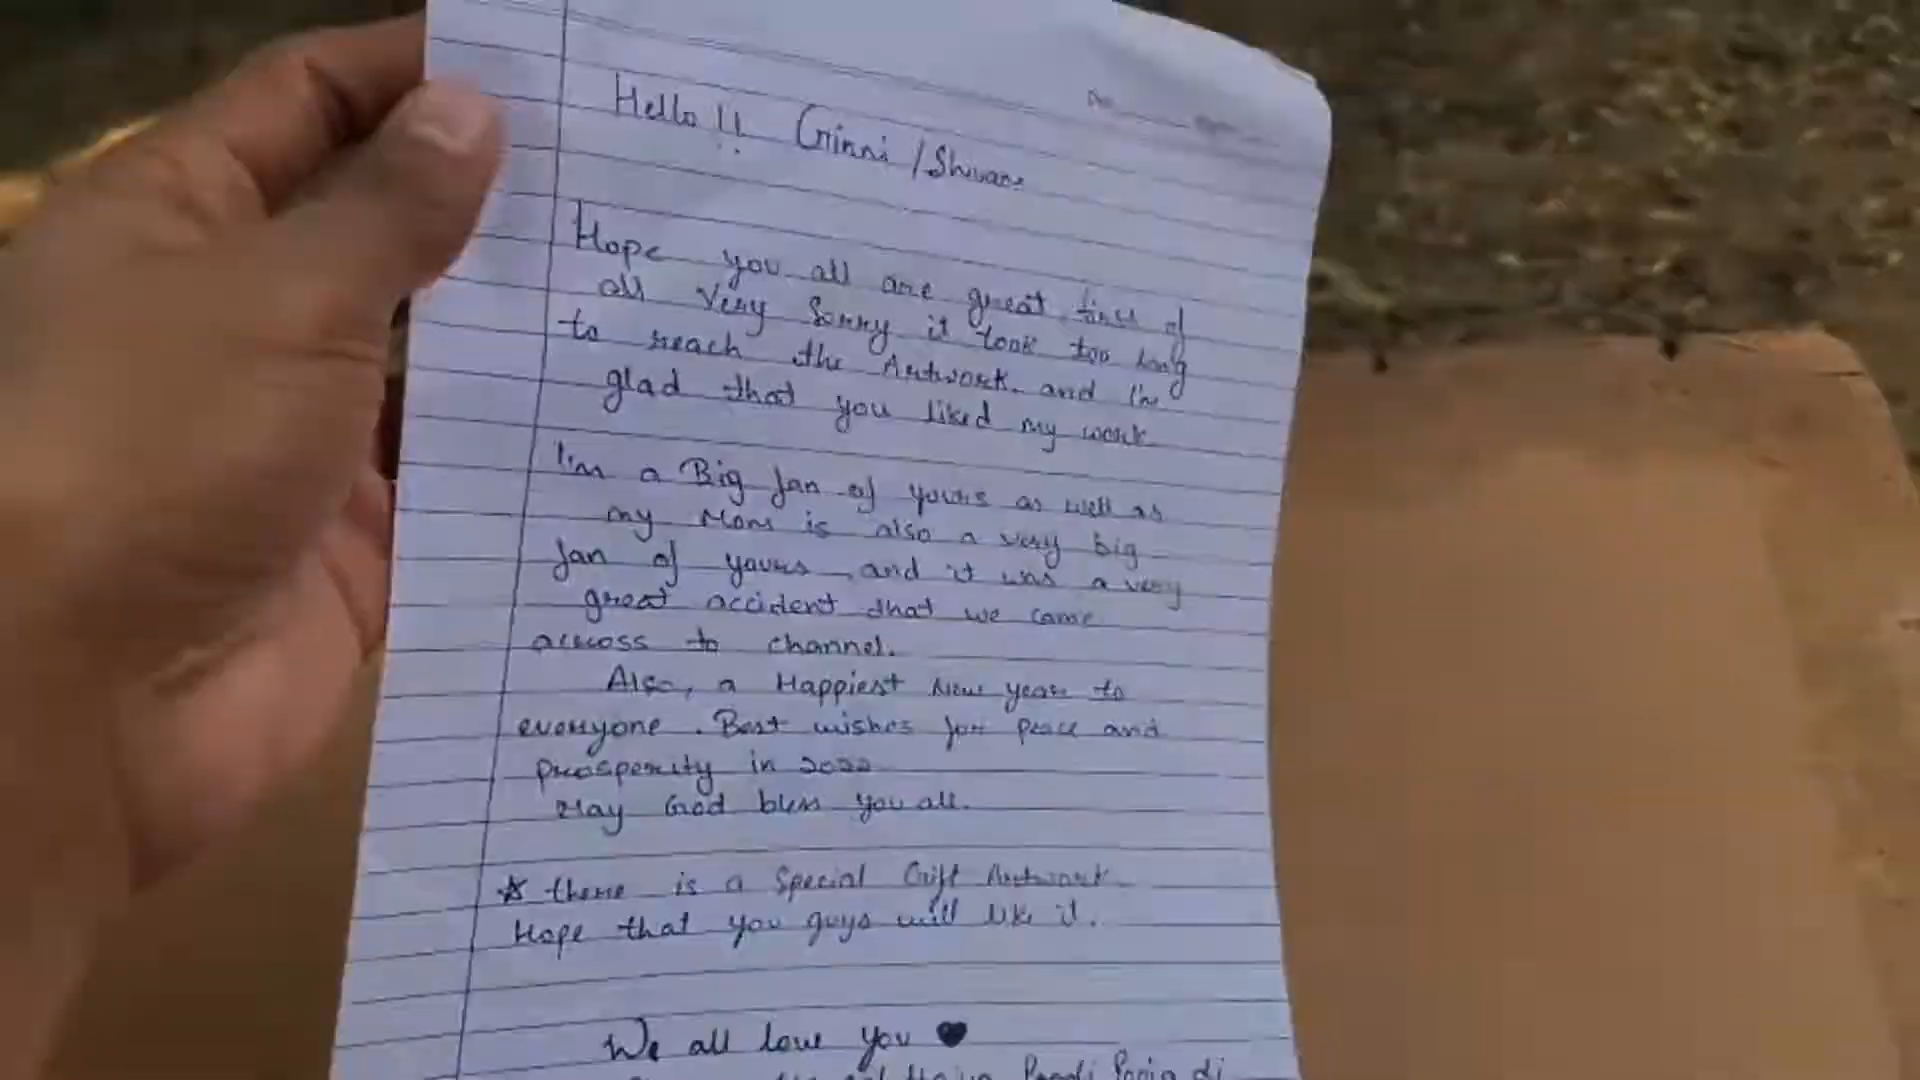 Hello !! Ginni / Shivani
Hope you all are great first of
all Very Sorry it took too long
to reach the Artwork and I'm
glad that you liked my work
I'm a Big fan of yours as well as
my Mom is also a very big
fan of yours and it was a very
great accident that we came
across to channel.
Also, a Happiest New year to
everyone. Best wishes for peace and
prosperity in 2022
May God bless you all.
☆ there is a Special Gift Artwork
Hope that you guys will like it.
We all love you ♥